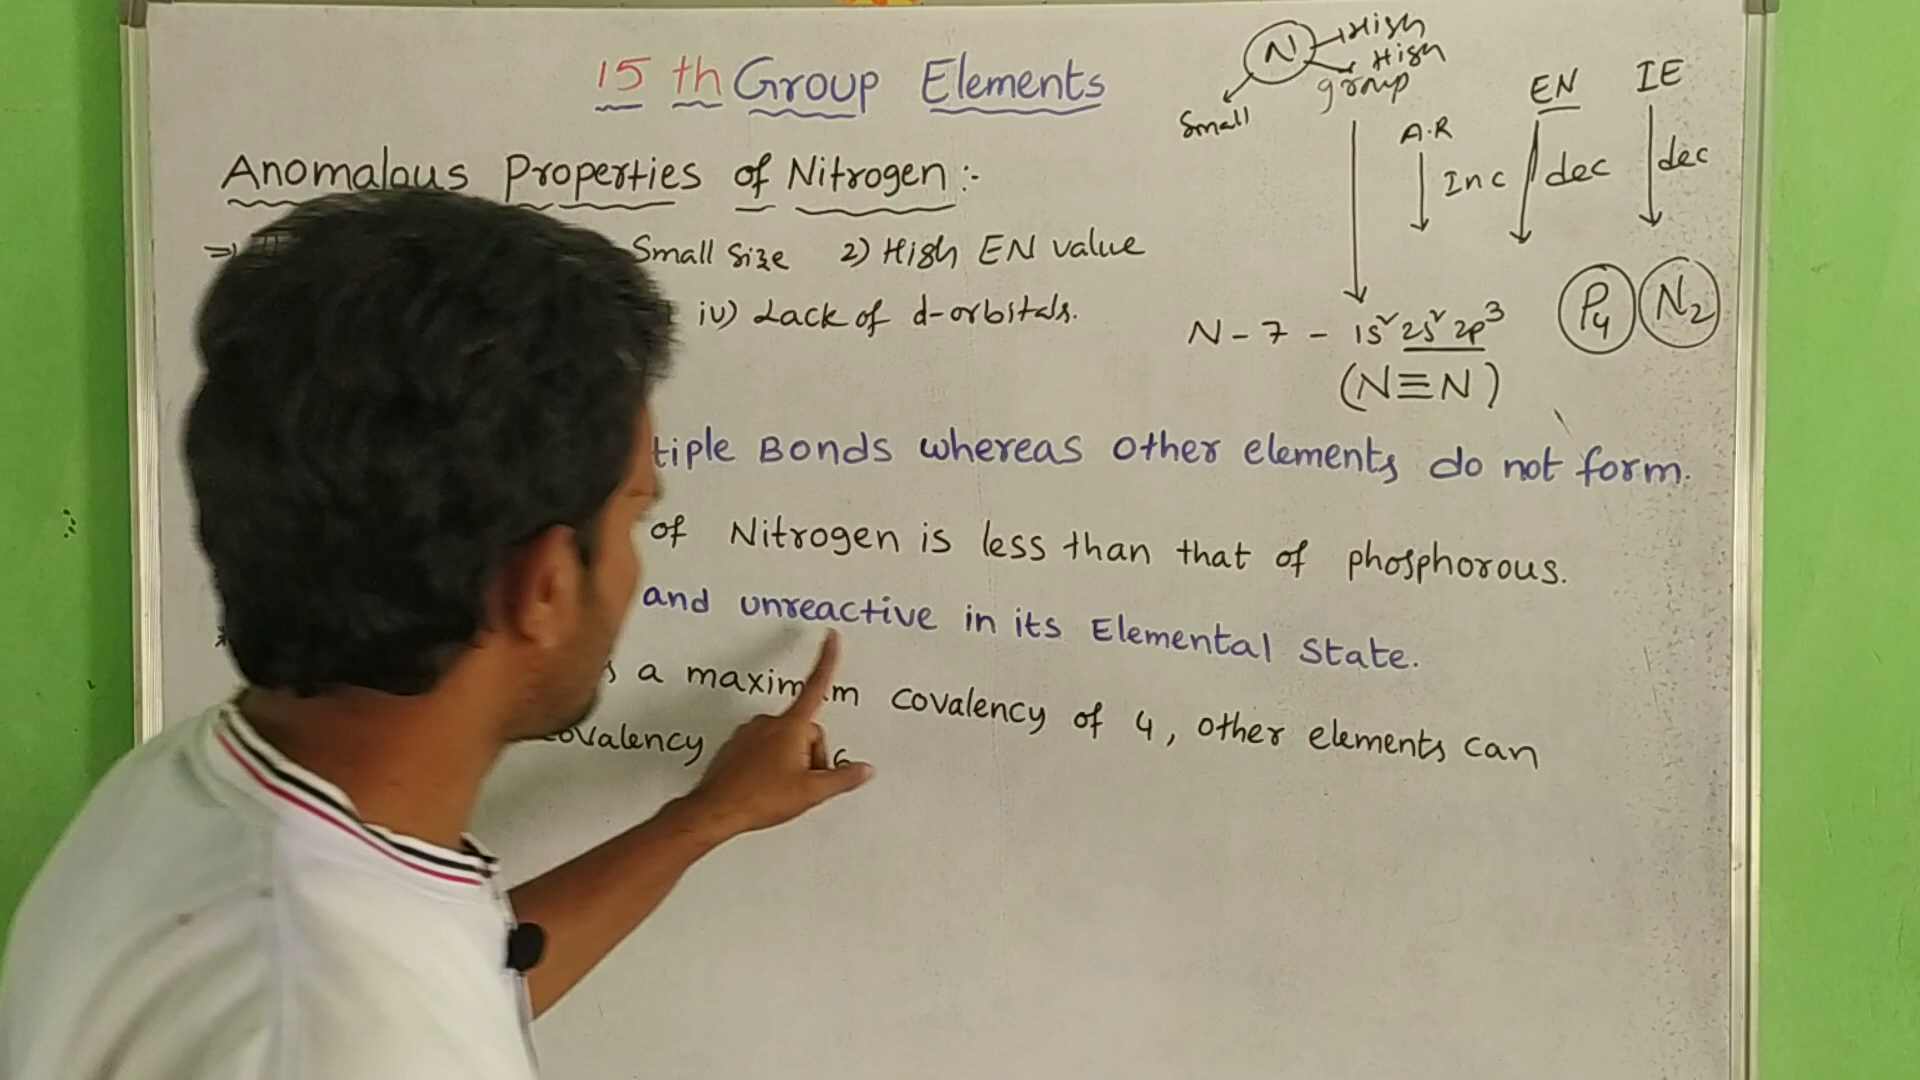 15 th Group Elements
Anomalous Properties of Nitrogen :-
Small Size 2) High EN value
iv) Lack of d-orbitals.
tiple Bonds whereas other elements do not form.
of Nitrogen is less than that of phosphorous.
and unreactive in its Elemental State.
s a maximum covalency of 4, other elements can
covalency 6
N
High
High
Small
group
A.R
Inc
EN
dec
IE
dec
N - 7 - 1s² 2s² 2p³
(N≡N)
P₄ N₂